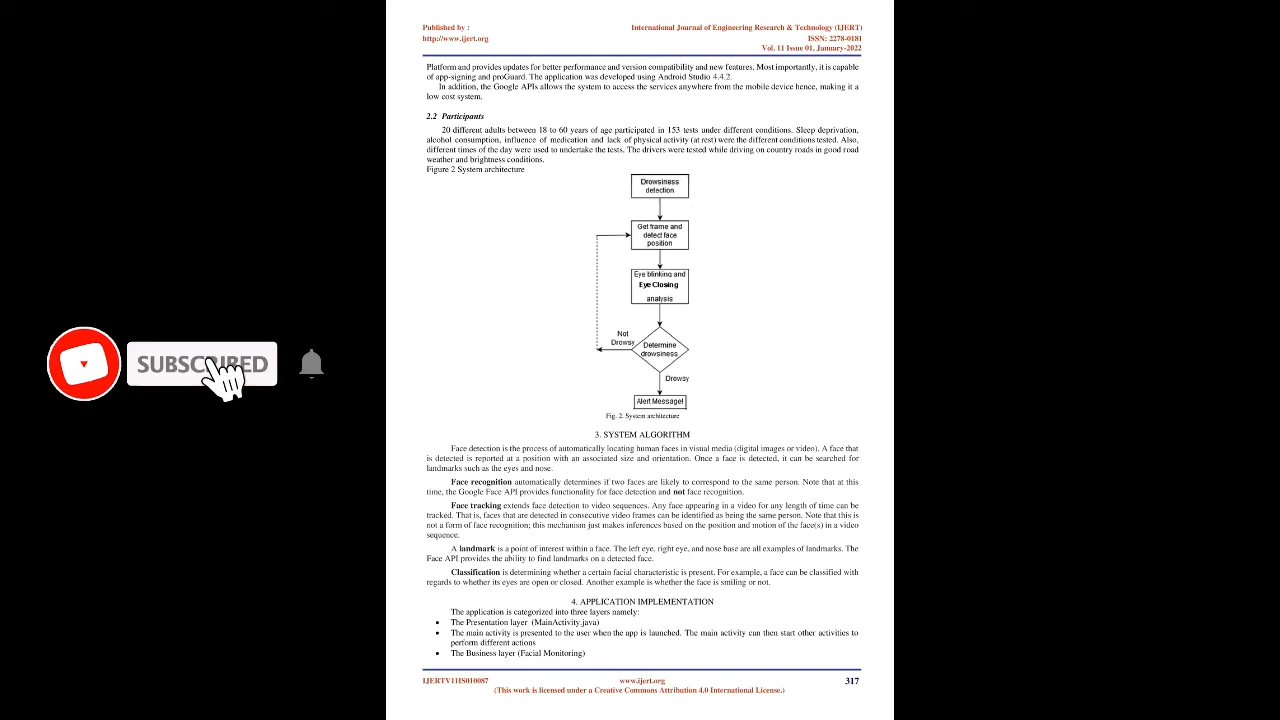 Published by :
International Journal of Engineering Research & Technology (IJERT)
http://www.ijert.org
ISSN: 2278-0181
Vol. 11 Issue 01, January-2022
Platform and provides updates for better performance and version compatibility and new features. Most importantly, it is capable
of app-signing and proGuard. The application was developed using Android Studio 4.4.2.
In addition, the Google APIs allows the system to access the services anywhere from the mobile device hence, making it a
low cost system.
2.2 Participants
20 different adults between 18 to 60 years of age participated in 153 tests under different conditions. Sleep deprivation,
alcohol consumption, influence of medication and lack of physical activity (at rest) were the different conditions tested. Also,
different times of the day were used to undertake the tests. The drivers were tested while driving on country roads in good road
weather and brightness conditions.
Figure 2 System architecture
Drowsiness
detection
Get frame and
detect face
position
Eye blinking and
Eye Closing
analysis
Not
Drowsy
Determine
drowsiness
Drowsy
Alert Message!
Fig. 2. System architecture
SUBSCRIBED
3. SYSTEM ALGORITHM
Face detection is the process of automatically locating human faces in visual media (digital images or video). A face that
is detected is reported at a position with an associated size and orientation. Once a face is detected, it can be searched for
landmarks such as the eyes and nose.
Face recognition automatically determines if two faces are likely to correspond to the same person. Note that at this
time, the Google Face API provides functionality for face detection and not face recognition.
Face tracking extends face detection to video sequences. Any face appearing in a video for any length of time can be
tracked. That is, faces that are detected in consecutive video frames can be identified as being the same person. Note that this is
not a form of face recognition; this mechanism just makes inferences based on the position and motion of the face(s) in a video
sequence.
A landmark is a point of interest within a face. The left eye, right eye, and nose base are all examples of landmarks. The
Face API provides the ability to find landmarks on a detected face.
Classification is determining whether a certain facial characteristic is present. For example, a face can be classified with
regards to whether its eyes are open or closed. Another example is whether the face is smiling or not.
4. APPLICATION IMPLEMENTATION
The application is categorized into three layers namely:
• The Presentation layer (MainActivity.java)
• The main activity is presented to the user when the app is launched. The main activity can then start other activities to
perform different actions
• The Business layer (Facial Monitoring)
IJERTV11IS010087
www.ijert.org
317
(This work is licensed under a Creative Commons Attribution 4.0 International License.)